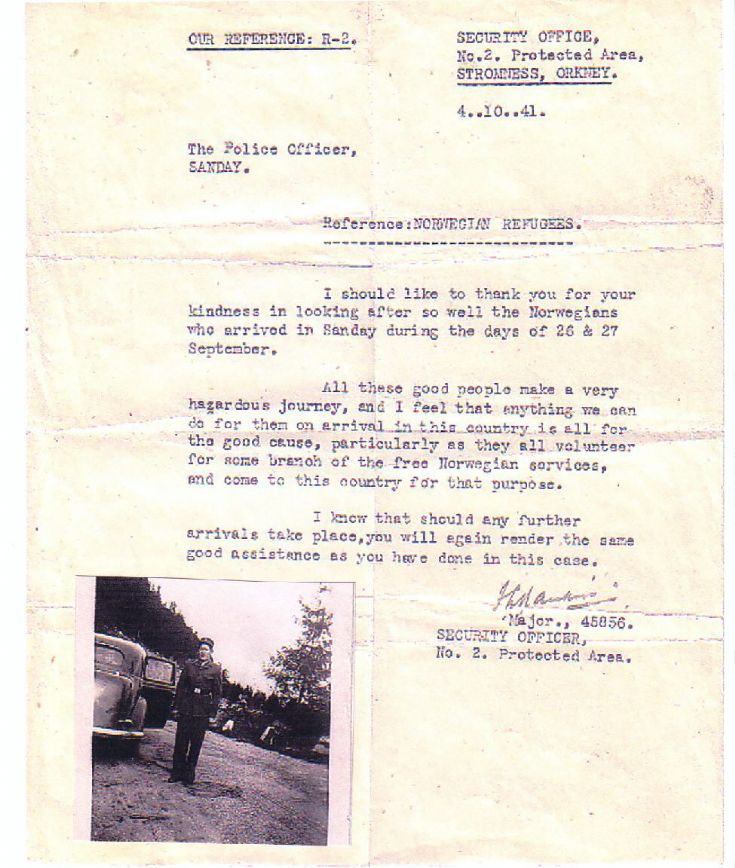 OUR REFERENCE: R-2.
SECURITY OFFICE,
No.2. Protected Area,
STROMNESS, ORKNEY.
4..10..41.
The Police Officer,
SANDAY.
Reference:NORWEGIAN REFUGEES.
I should like to thank you for your
kindness in looking after so well the Norwegians
who arrived in Sanday during the days of 26 & 27
September.
All these good people make a very
hazardous journey, and I feel that anything we can
do for them on arrival in this country is all for
the good cause, particularly as they all volunteer
for some branch of the free Norwegian services,
and come to this country for that purpose.
I know that should any further
arrivals take place,you will again render the same
good assistance as you have done in this case.
Major., 45856.
SECURITY OFFICER,
No. 2. Protected Area.